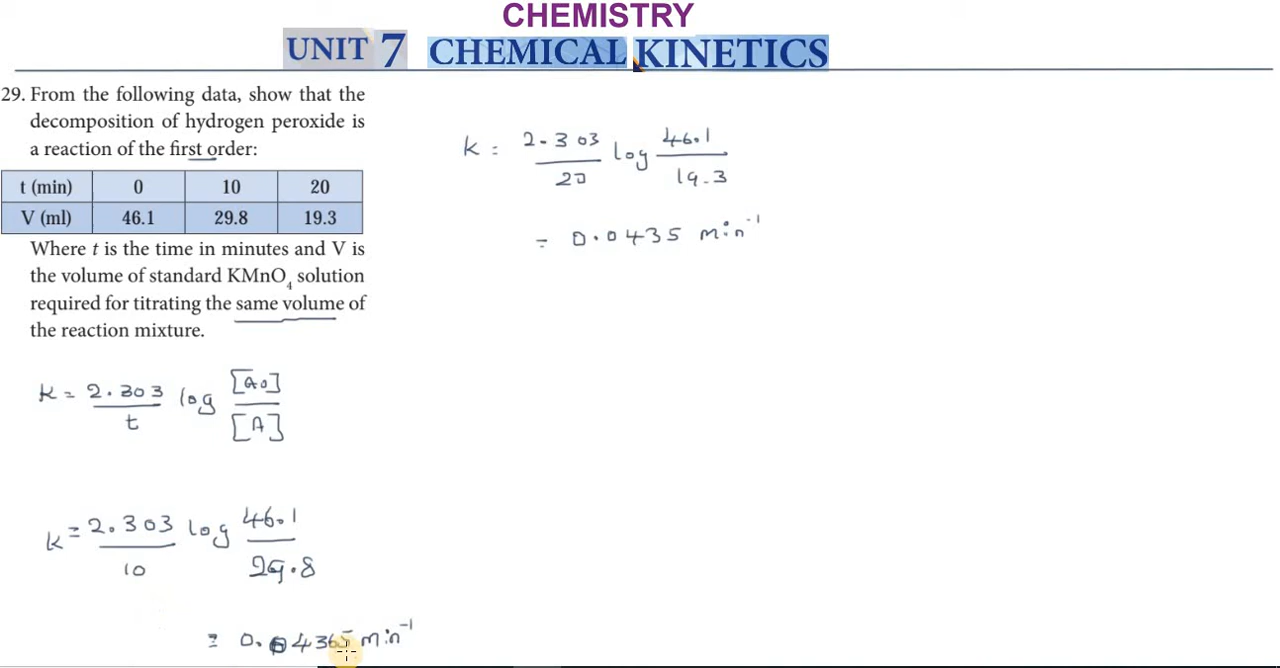 CHEMISTRY
UNIT 7 CHEMICAL KINETICS
29. From the following data, show that the
decomposition of hydrogen peroxide is
a reaction of the first order:
t (min) 0 10 20
V (ml) 46.1 29.8 19.3
Where t is the time in minutes and V is
the volume of standard KMnO4 solution
required for titrating the same volume of
the reaction mixture.
k = 2.303 / t log [A0] / [A]
k = 2.303 / 10 log 46.1 / 29.8
= 0.04365 min⁻¹
k = 2.303 / 20 log 46.1 / 19.3
= 0.0435 min⁻¹